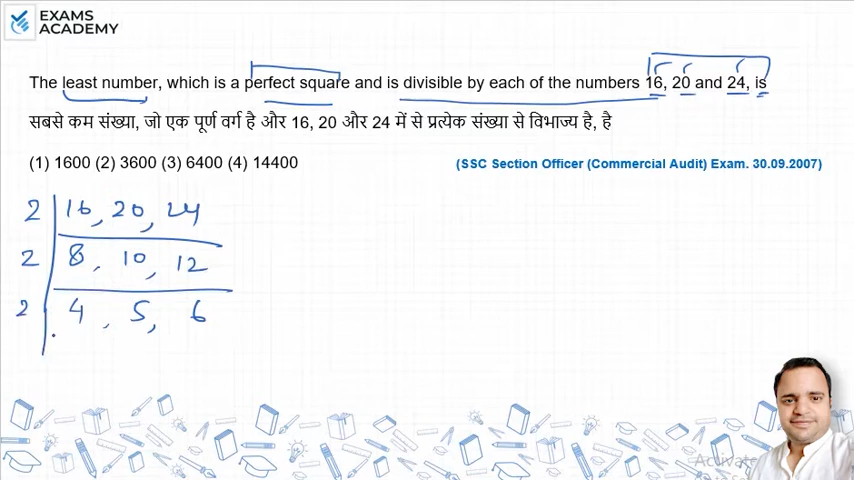 EXAMS
ACADEMY
The least number, which is a perfect square and is divisible by each of the numbers 16, 20 and 24, is
सबसे कम संख्या, जो एक पूर्ण वर्ग है और 16, 20 और 24 में से प्रत्येक संख्या से विभाज्य है, है
(1) 1600 (2) 3600 (3) 6400 (4) 14400
(SSC Section Officer (Commercial Audit) Exam. 30.09.2007)
2 16, 20, 24
2 8, 10, 12
2 4, 5, 6